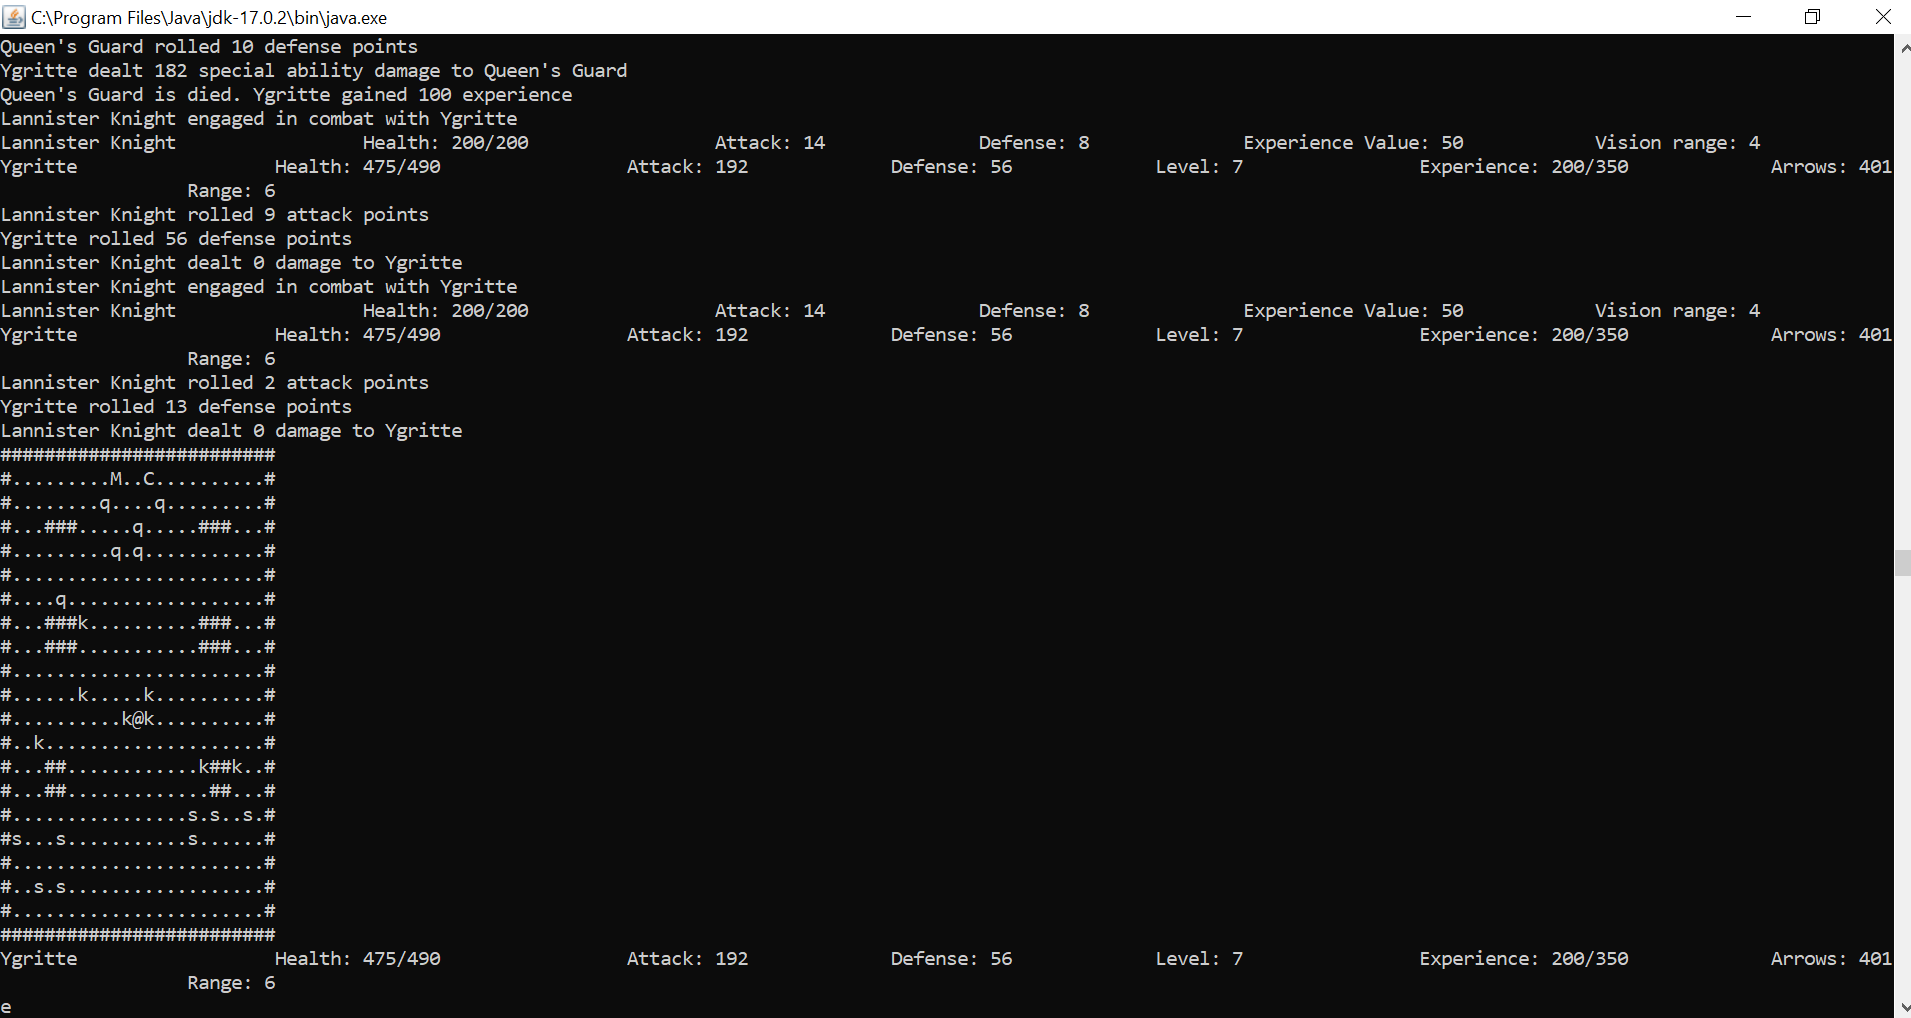 C:\Program Files\Java\jdk-17.0.2\bin\java.exe
Queen's Guard rolled 10 defense points
Ygritte dealt 182 special ability damage to Queen's Guard
Queen's Guard is died. Ygritte gained 100 experience
Lannister Knight engaged in combat with Ygritte
Lannister Knight                 Health: 200/200                 Attack: 14              Defense: 8              Experience Value: 50            Vision range: 4
Ygritte                  Health: 475/490                 Attack: 192             Defense: 56             Level: 7                Experience: 200/350             Arrows: 401
                 Range: 6
Lannister Knight rolled 9 attack points
Ygritte rolled 56 defense points
Lannister Knight dealt 0 damage to Ygritte
Lannister Knight engaged in combat with Ygritte
Lannister Knight                 Health: 200/200                 Attack: 14              Defense: 8              Experience Value: 50            Vision range: 4
Ygritte                  Health: 475/490                 Attack: 192             Defense: 56             Level: 7                Experience: 200/350             Arrows: 401
                 Range: 6
Lannister Knight rolled 2 attack points
Ygritte rolled 13 defense points
Lannister Knight dealt 0 damage to Ygritte
#########################
#.........M..C..........#
#........q....q.........#
#...###.....q.....###...#
#.........q.q...........#
#.......................#
#....q..................#
#...###k..........###...#
#...###...........###...#
#.......................#
#......k.....k..........#
#..........k@k..........#
#..k....................#
#...##............k##k..#
#...##.............##...#
#................s.s..s.#
#s...s...........s......#
#.......................#
#..s.s..................#
#.......................#
#########################
Ygritte                  Health: 475/490                 Attack: 192             Defense: 56             Level: 7                Experience: 200/350             Arrows: 401
                 Range: 6
e